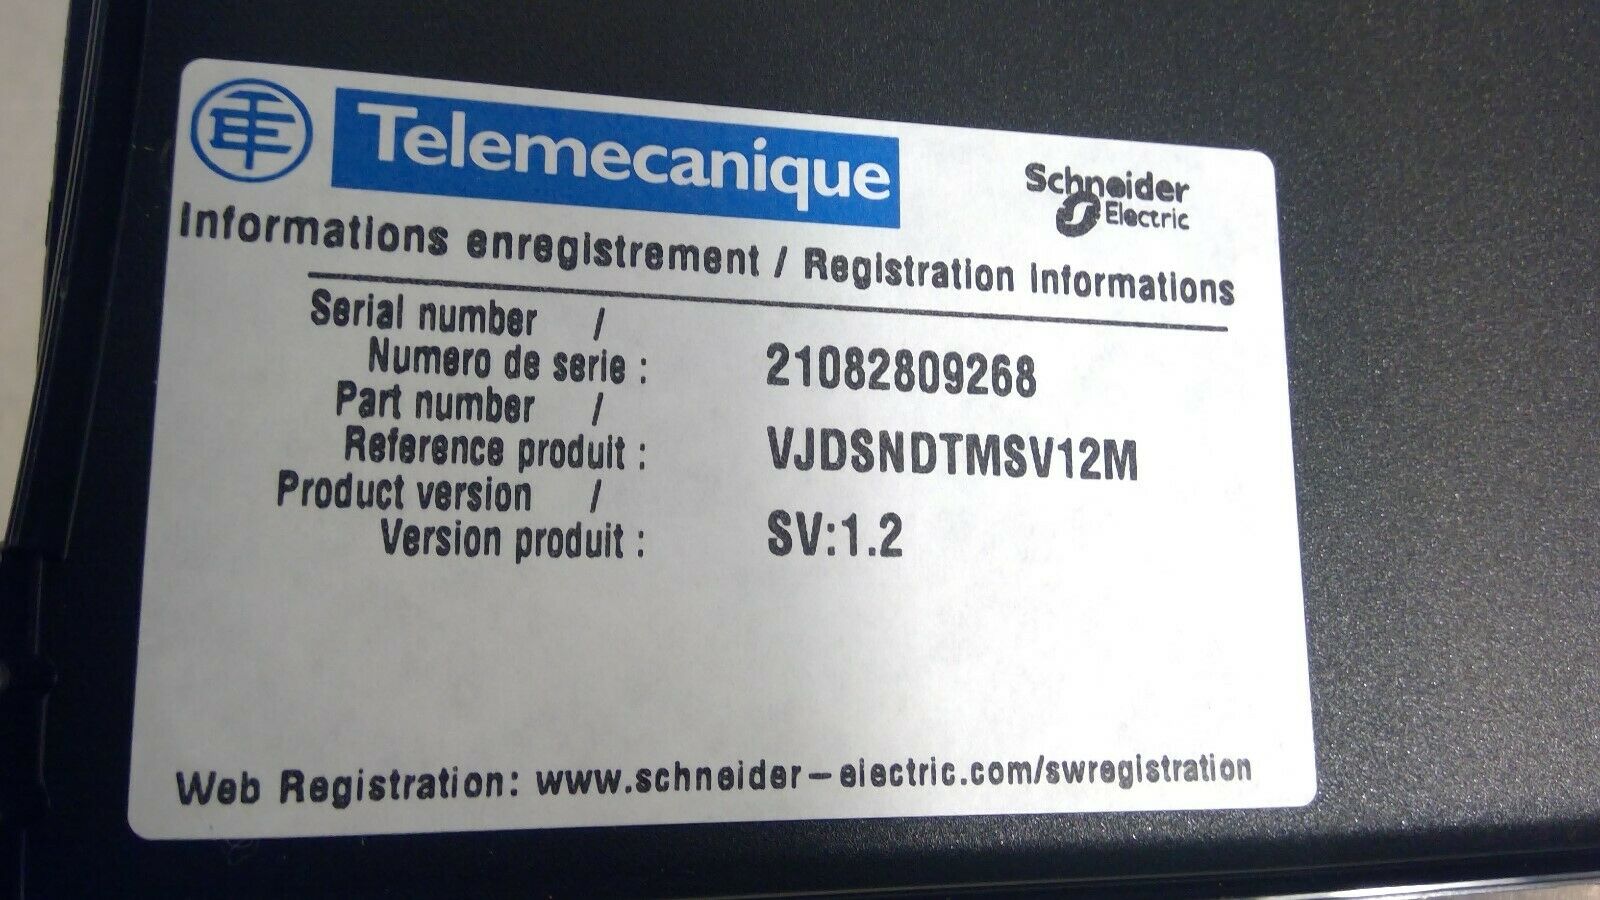 Telemecanique
Schneider
Electric
Informations enregistrement / Registration informations
Serial number /
Numero de serie : 21082809268
Part number /
Reference produit : VJDSNDTMSV12M
Product version /
Version produit : SV:1.2
Web Registration: www.schneider-electric.com/swregistration